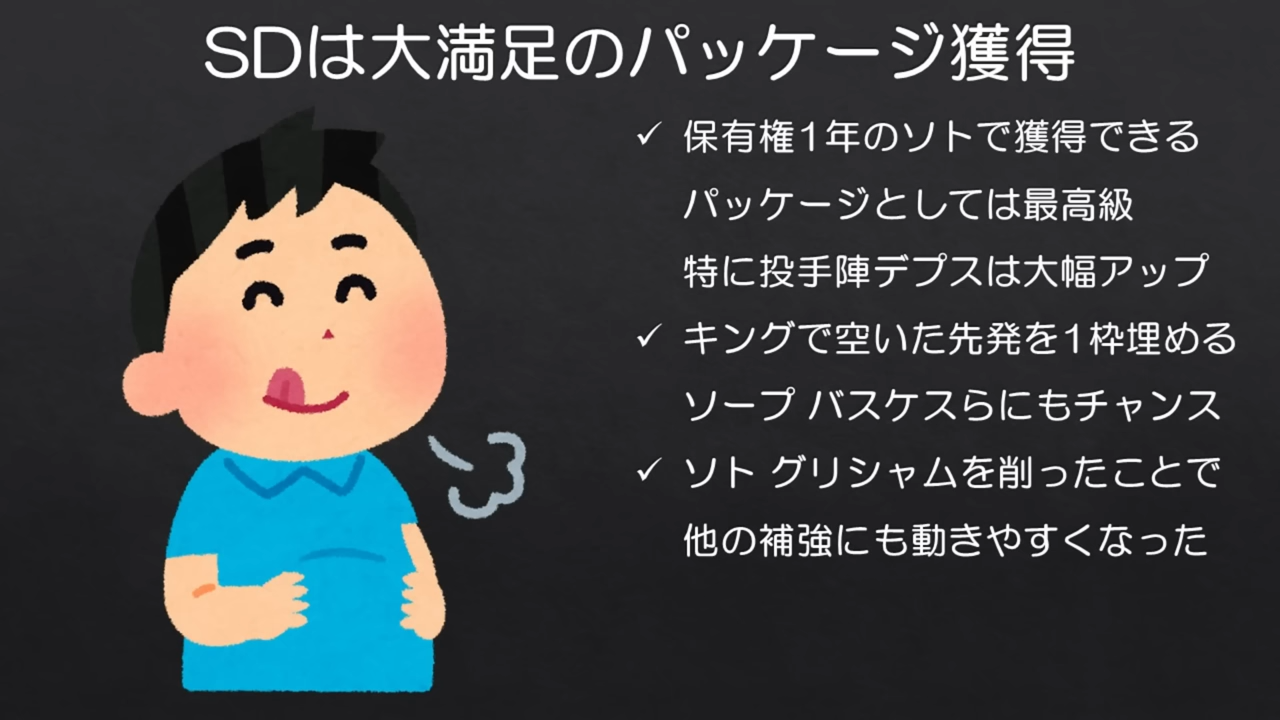 SDは大満足のパッケージ獲得
✓ 保有権1年のソトで獲得できる
パッケージとしては最高級
特に投手陣デプスは大幅アップ
✓ キングで空いた先発を1枠埋める
ソープ バスケスらにもチャンス
✓ ソト グリシャムを削ったことで
他の補強にも動きやすくなった